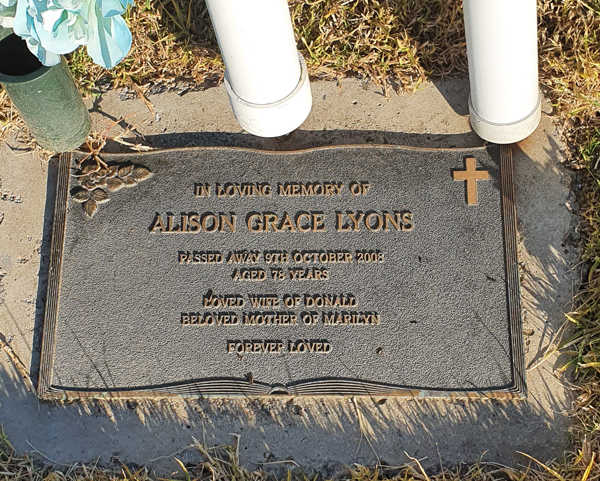 IN LOVING MEMORY OF
ALISON GRACE LYONS
PASSED AWAY 9TH OCTOBER 2008
AGED 78 YEARS
LOVED WIFE OF DONALD
BELOVED MOTHER OF MARILYN
FOREVER LOVED